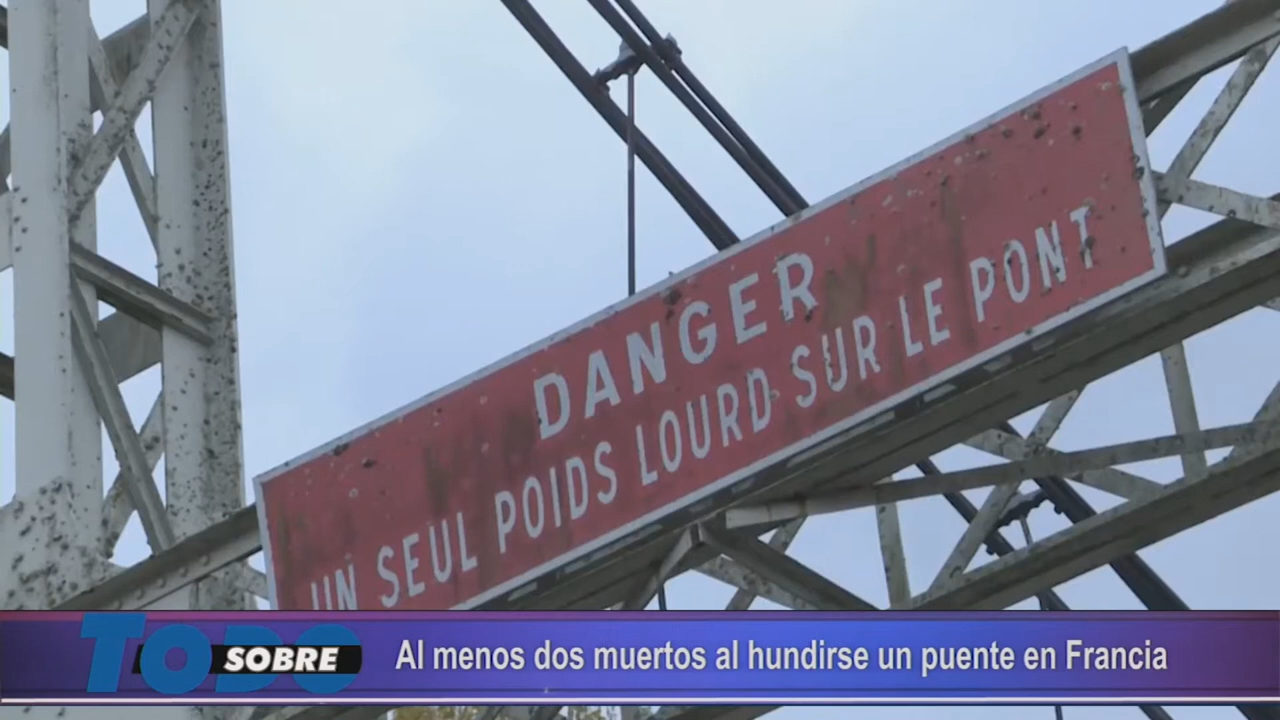 DANGER
UN SEUL POIDS LOURD SUR LE PONT
TODO SOBRE
Al menos dos muertos al hundirse un puente en Francia